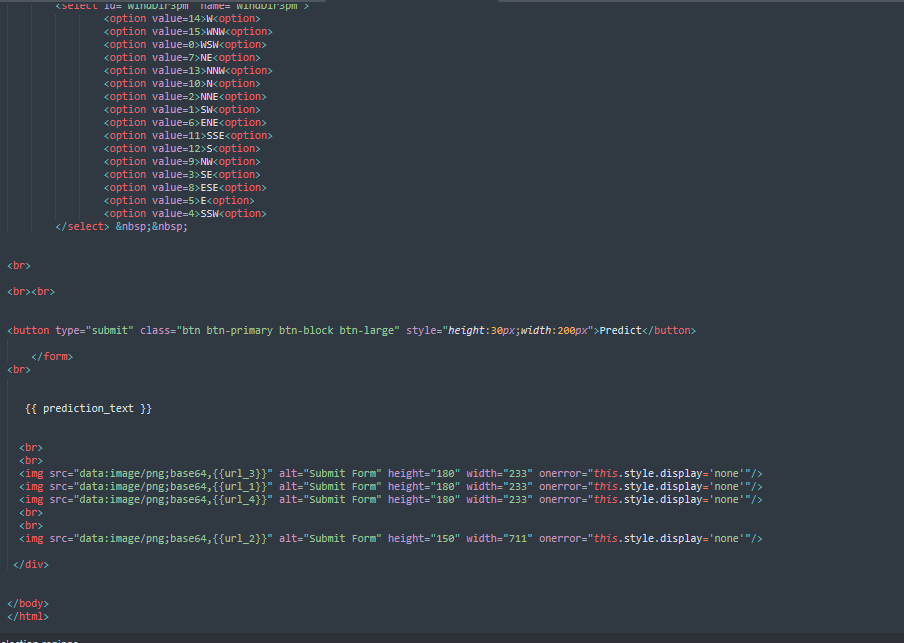 <select id="WindDir3pm" name="WindDir3pm">
<option value=14>W<option>
<option value=15>WNW<option>
<option value=0>WSW<option>
<option value=7>NE<option>
<option value=13>NNW<option>
<option value=10>N<option>
<option value=2>NNE<option>
<option value=1>SW<option>
<option value=6>ENE<option>
<option value=11>SSE<option>
<option value=12>S<option>
<option value=9>NW<option>
<option value=3>SE<option>
<option value=8>ESE<option>
<option value=5>E<option>
<option value=4>SSW<option>
</select> &nbsp;&nbsp;
<br>
<br><br>
<button type="submit" class="btn btn-primary btn-block btn-large" style="height:30px;width:200px">Predict</button>
</form>
<br>
{{ prediction_text }}
<br>
<br>
<img src="data:image/png;base64,{{url_3}}" alt="Submit Form" height="180" width="233" onerror="this.style.display='none'"/>
<img src="data:image/png;base64,{{url_1}}" alt="Submit Form" height="180" width="233" onerror="this.style.display='none'"/>
<img src="data:image/png;base64,{{url_4}}" alt="Submit Form" height="180" width="233" onerror="this.style.display='none'"/>
<br>
<br>
<img src="data:image/png;base64,{{url_2}}" alt="Submit Form" height="150" width="711" onerror="this.style.display='none'"/>
</div>
</body>
</html>